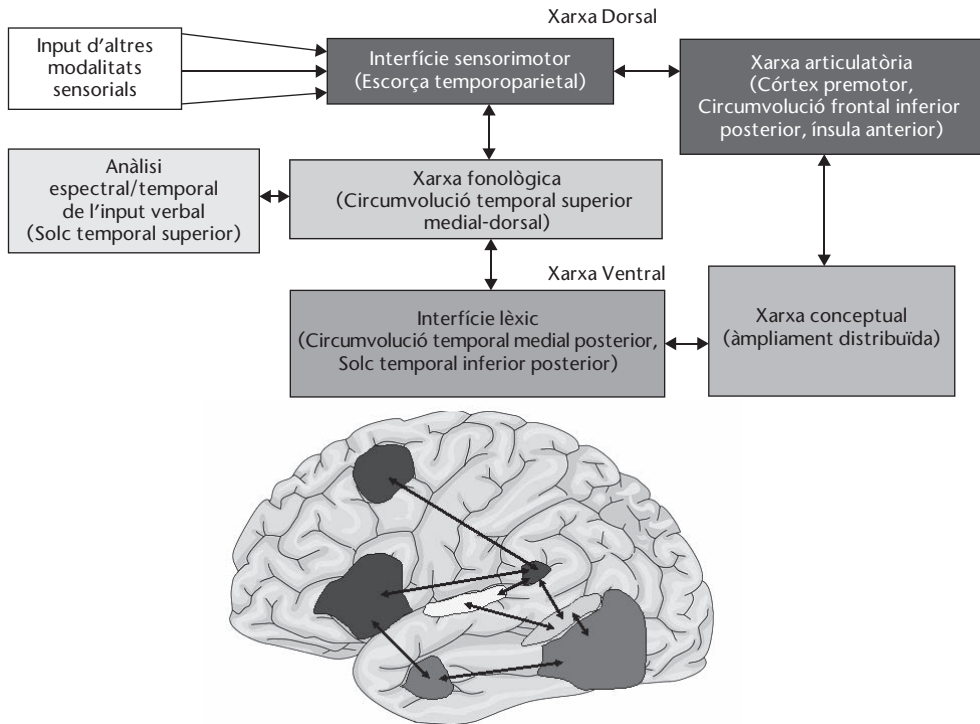 Xarxa Dorsal
Input d'altres
modalitats
sensorials
Interfície sensorimotor
(Escorça temporoparietal)
Xarxa articulatòria
(Córtex premotor,
Circumvolució frontal inferior
posterior, ínsula anterior)
Anàlisi
espectral/temporal
de l'input verbal
(Solc temporal superior)
Xarxa fonològica
(Circumvolució temporal superior
medial-dorsal)
Xarxa Ventral
Interfície lèxic
(Circumvolució temporal medial posterior,
Solc temporal inferior posterior)
Xarxa conceptual
(àmpliament distribuïda)